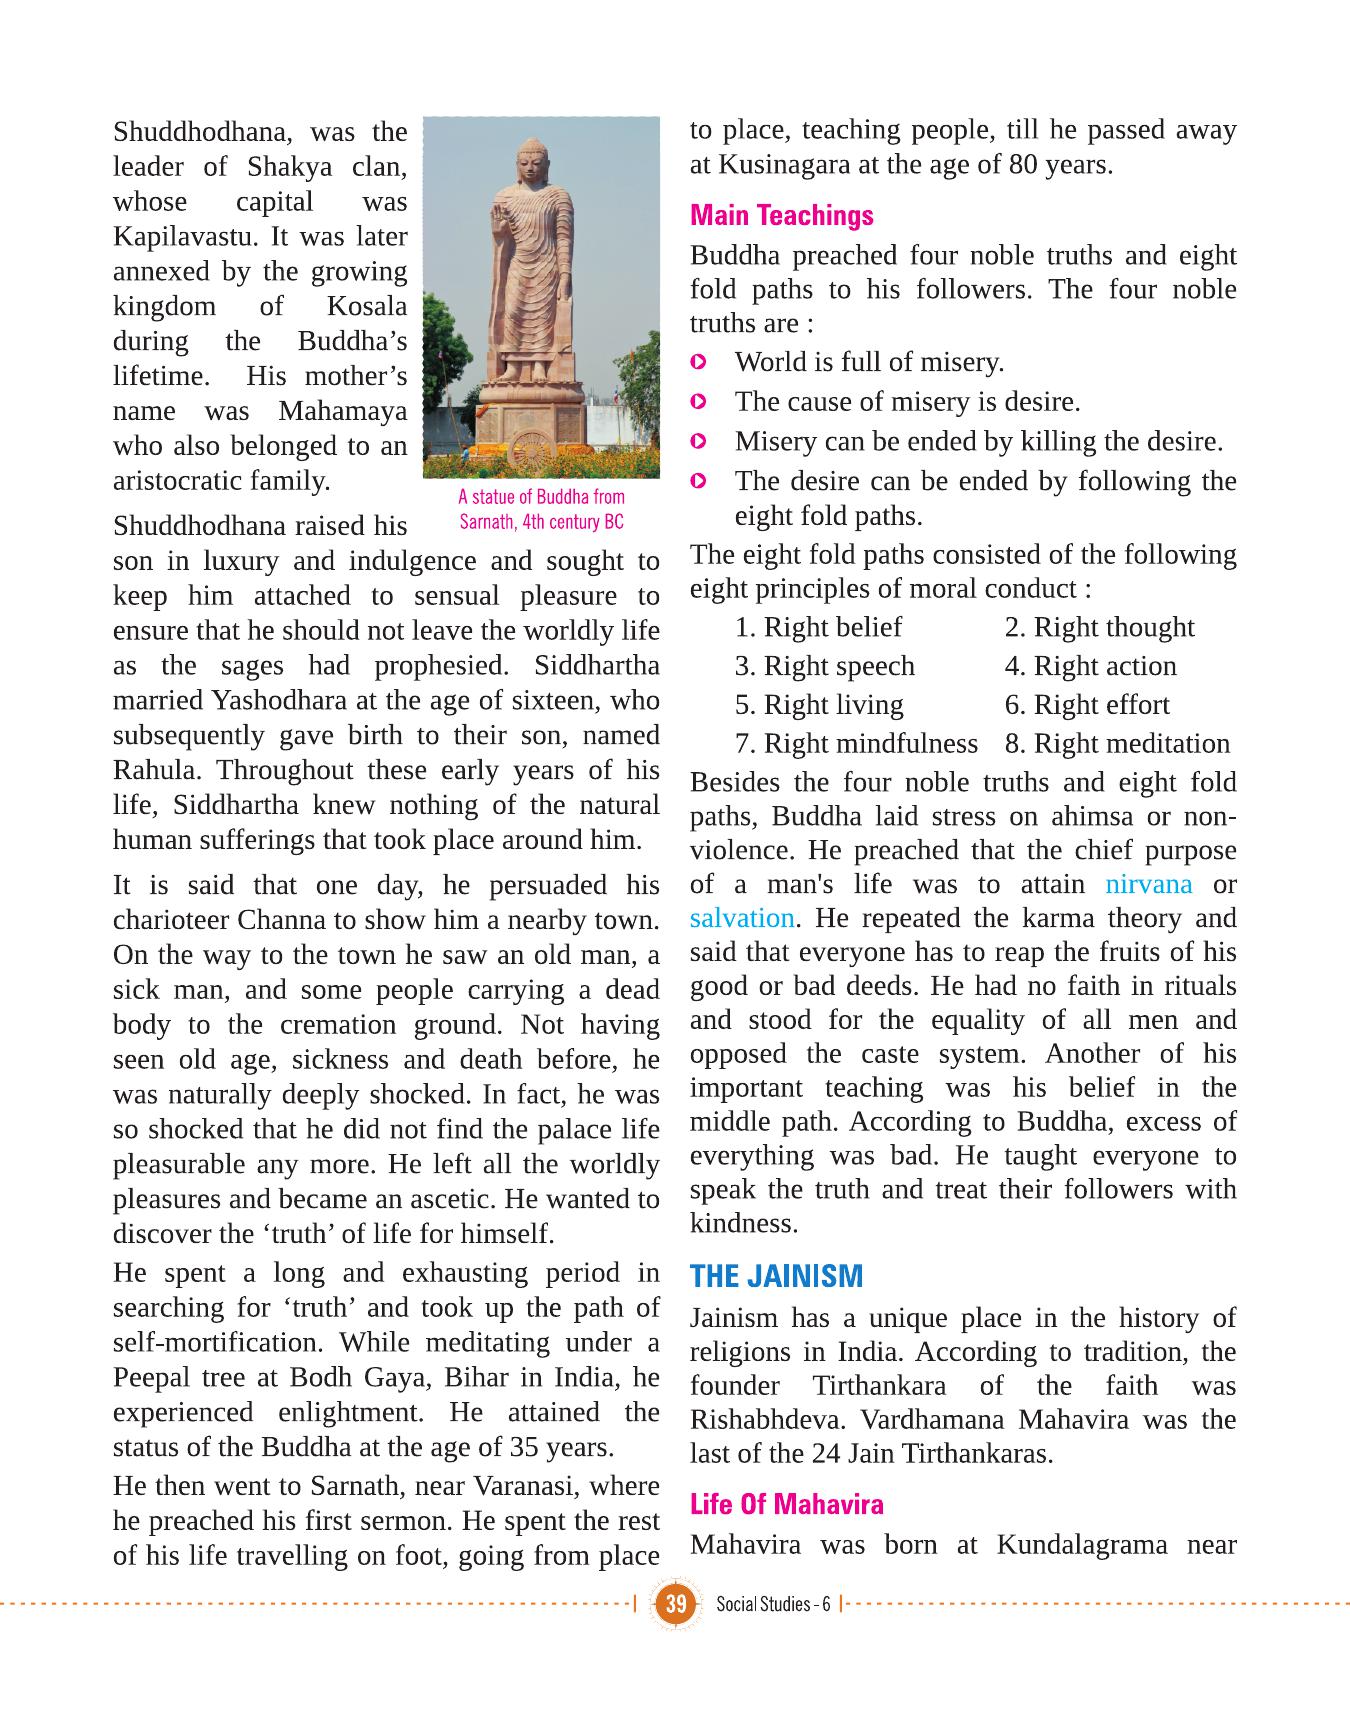 Shuddhodhana, was the
leader of Shakya clan,
whose capital was
Kapilavastu. It was later
annexed by the growing
kingdom of Kosala
during the Buddha’s
lifetime. His mother’s
name was Mahamaya
who also belonged to an
aristocratic family.
A statue of Buddha from
Sarnath, 4th century BC
Shuddhodhana raised his
son in luxury and indulgence and sought to
keep him attached to sensual pleasure to
ensure that he should not leave the worldly life
as the sages had prophesied. Siddhartha
married Yashodhara at the age of sixteen, who
subsequently gave birth to their son, named
Rahula. Throughout these early years of his
life, Siddhartha knew nothing of the natural
human sufferings that took place around him.
It is said that one day, he persuaded his
charioteer Channa to show him a nearby town.
On the way to the town he saw an old man, a
sick man, and some people carrying a dead
body to the cremation ground. Not having
seen old age, sickness and death before, he
was naturally deeply shocked. In fact, he was
so shocked that he did not find the palace life
pleasurable any more. He left all the worldly
pleasures and became an ascetic. He wanted to
discover the ‘truth’ of life for himself.
He spent a long and exhausting period in
searching for ‘truth’ and took up the path of
self-mortification. While meditating under a
Peepal tree at Bodh Gaya, Bihar in India, he
experienced enlightment. He attained the
status of the Buddha at the age of 35 years.
He then went to Sarnath, near Varanasi, where
he preached his first sermon. He spent the rest
of his life travelling on foot, going from place
to place, teaching people, till he passed away
at Kusinagara at the age of 80 years.
Main Teachings
Buddha preached four noble truths and eight
fold paths to his followers. The four noble
truths are :
World is full of misery.
The cause of misery is desire.
Misery can be ended by killing the desire.
The desire can be ended by following the
eight fold paths.
The eight fold paths consisted of the following
eight principles of moral conduct :
1. Right belief 2. Right thought
3. Right speech 4. Right action
5. Right living 6. Right effort
7. Right mindfulness 8. Right meditation
Besides the four noble truths and eight fold
paths, Buddha laid stress on ahimsa or non-
violence. He preached that the chief purpose
of a man's life was to attain nirvana or
salvation. He repeated the karma theory and
said that everyone has to reap the fruits of his
good or bad deeds. He had no faith in rituals
and stood for the equality of all men and
opposed the caste system. Another of his
important teaching was his belief in the
middle path. According to Buddha, excess of
everything was bad. He taught everyone to
speak the truth and treat their followers with
kindness.
THE JAINISM
Jainism has a unique place in the history of
religions in India. According to tradition, the
founder Tirthankara of the faith was
Rishabhdeva. Vardhamana Mahavira was the
last of the 24 Jain Tirthankaras.
Life Of Mahavira
Mahavira was born at Kundalagrama near
39 Social Studies - 6